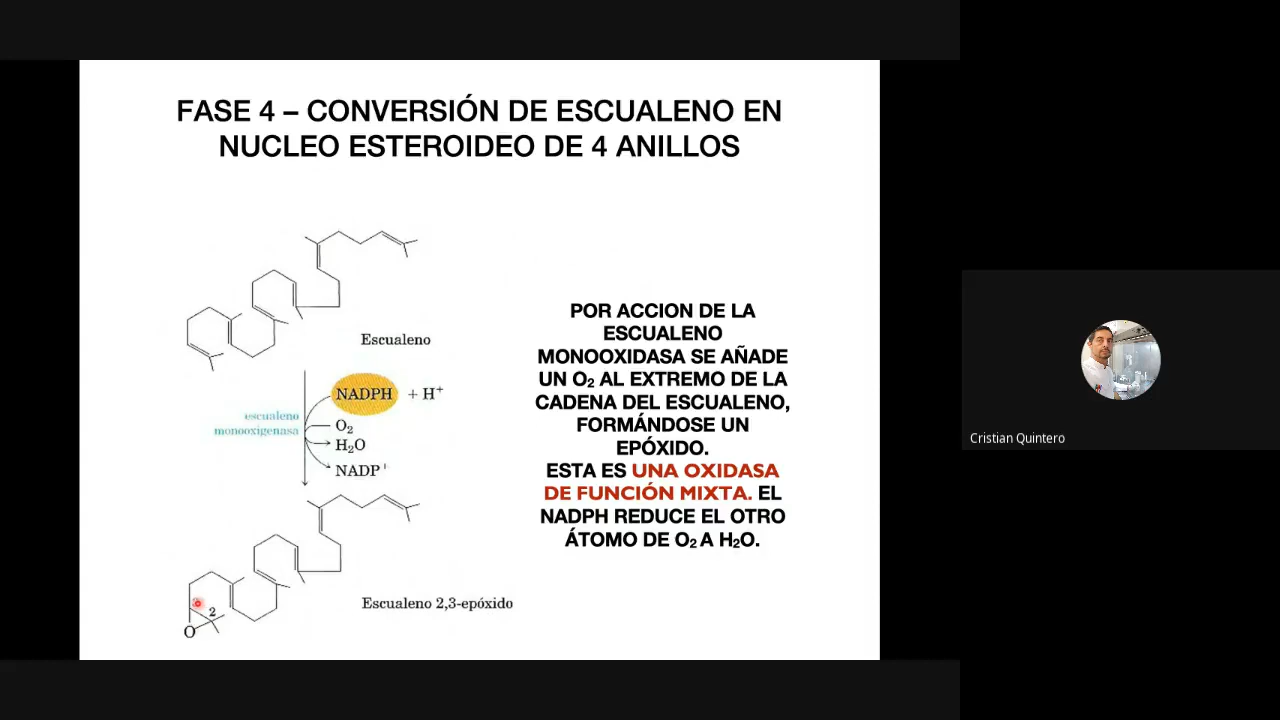 FASE 4 – CONVERSIÓN DE ESCUALENO EN
NUCLEO ESTEROIDEO DE 4 ANILLOS
Escualeno
NADPH + H⁺
escualeno
monooxigenasa
O₂
H₂O
NADP⁺
2
O
Escualeno 2,3-epóxido
POR ACCION DE LA
ESCUALENO
MONOOXIDASA SE AÑADE
UN O₂ AL EXTREMO DE LA
CADENA DEL ESCUALENO,
FORMÁNDOSE UN
EPÓXIDO.
ESTA ES UNA OXIDASA
DE FUNCIÓN MIXTA. EL
NADPH REDUCE EL OTRO
ÁTOMO DE O₂ A H₂O.
Cristian Quintero